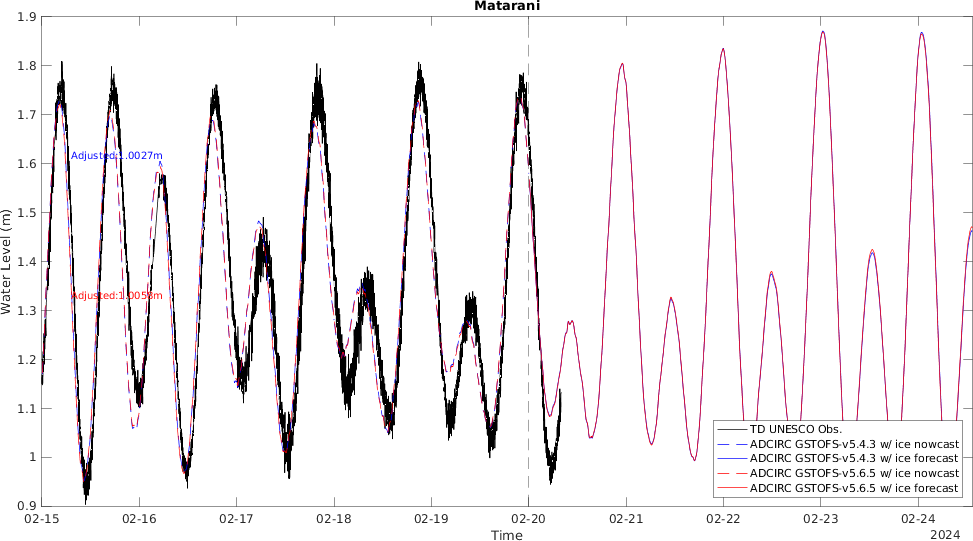 Matarani
1.9
1.8
1.7
1.6
1.5
1.4
1.3
1.2
1.1
1
0.9
Water Level (m)
Adjusted:1.0027m
Adjusted:1.0058m
TD UNESCO Obs.
ADCIRC GSTOFS-v5.4.3 w/ ice nowcast
ADCIRC GSTOFS-v5.4.3 w/ ice forecast
ADCIRC GSTOFS-v5.6.5 w/ ice nowcast
ADCIRC GSTOFS-v5.6.5 w/ ice forecast
02-15 02-16 02-17 02-18 02-19 02-20 02-21 02-22 02-23 02-24
Time
2024